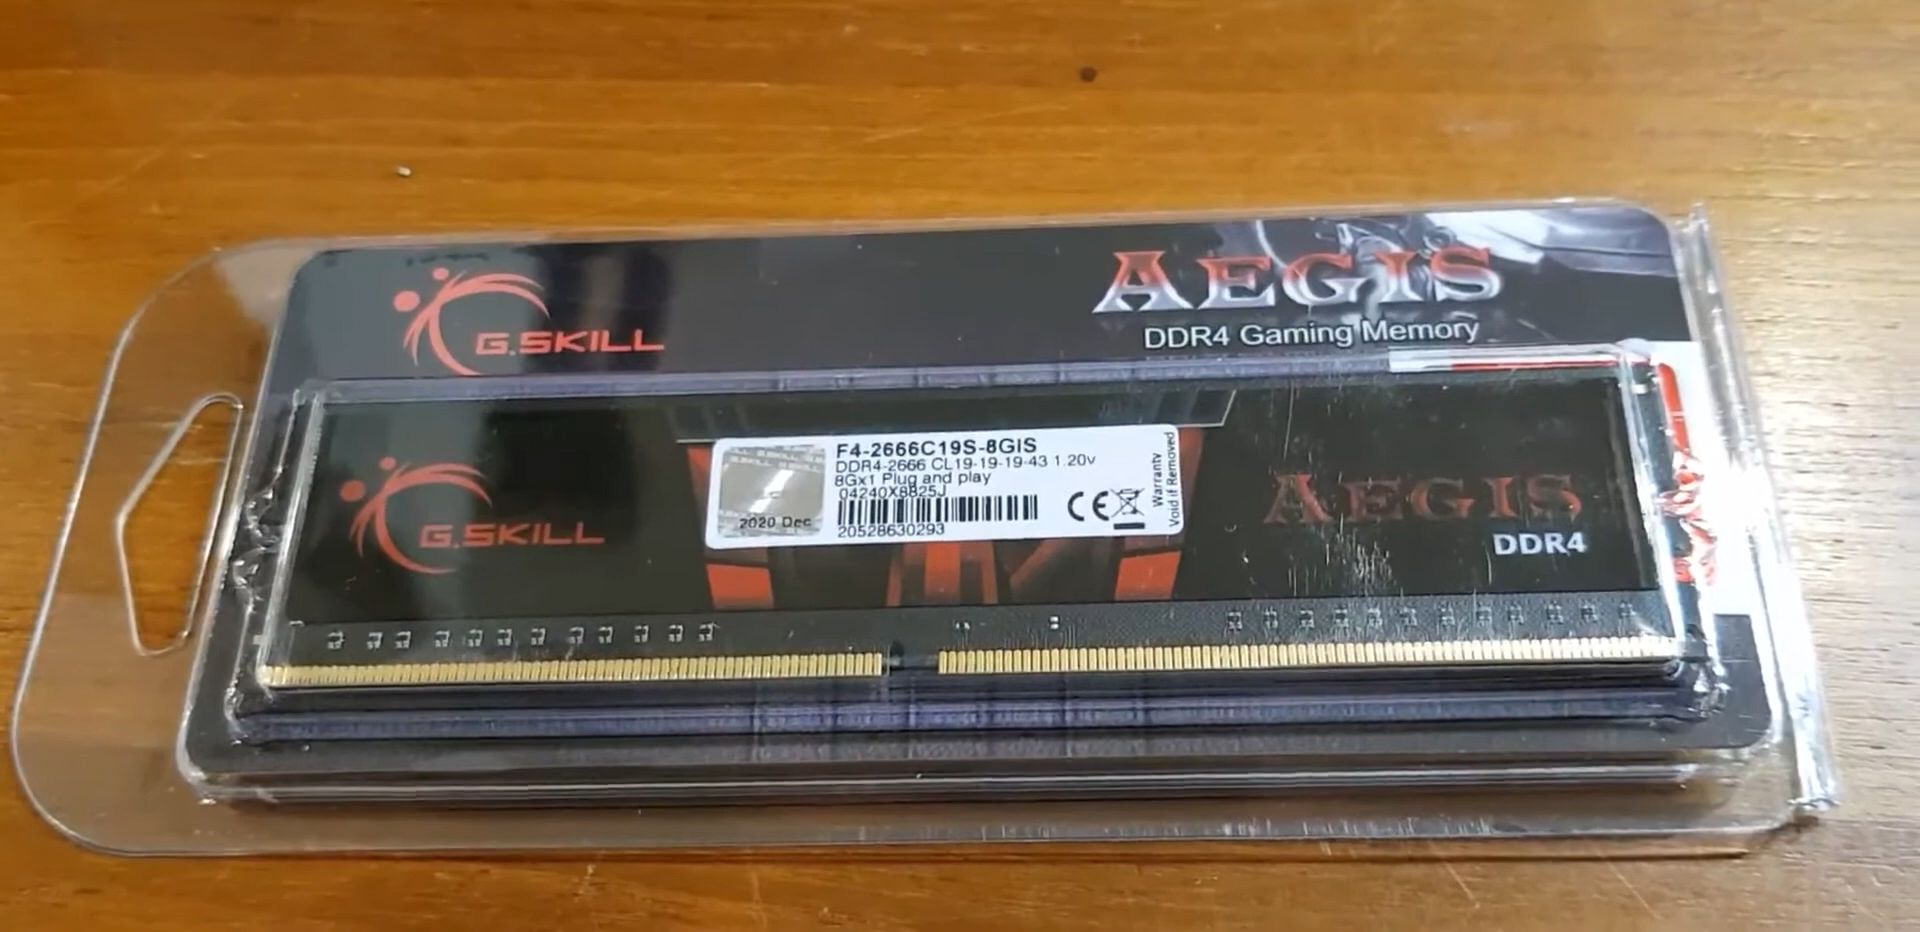 G.SKILL
AEGIS
DDR4 Gaming Memory
G.SKILL
2020 Dec
F4-2666C19S-8GIS
DDR4-2666 CL19-19-19-43 1.20v
8Gx1 Plug and play
04240X8825J
20528630293
CE
Warranty
Void if Removed
AEGIS
DDR4